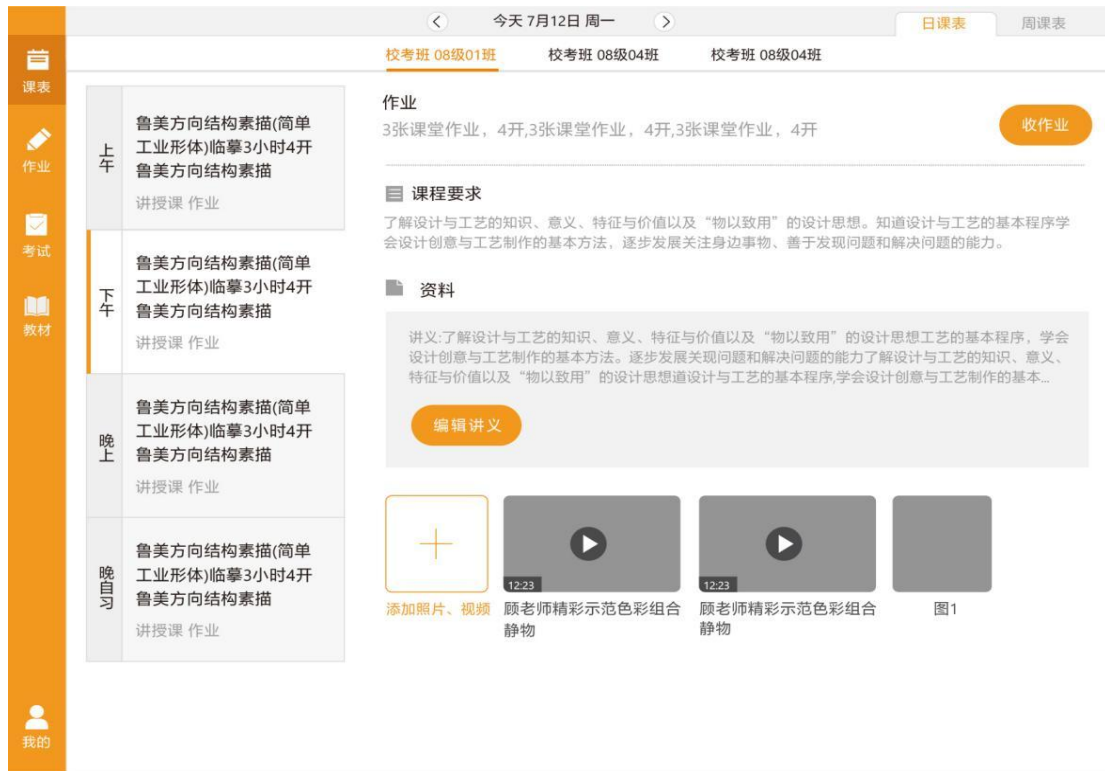 今天 7月12日 周一
日课表
周课表
课表
作业
考试
教材
我的
校考班 08级01班
校考班 08级04班
校考班 08级04班
上午
鲁美方向结构素描(简单
工业形体)临摹3小时4开
鲁美方向结构素描
讲授课 作业
下午
鲁美方向结构素描(简单
工业形体)临摹3小时4开
鲁美方向结构素描
讲授课 作业
晚上
鲁美方向结构素描(简单
工业形体)临摹3小时4开
鲁美方向结构素描
讲授课 作业
晚自习
鲁美方向结构素描(简单
工业形体)临摹3小时4开
鲁美方向结构素描
讲授课 作业
作业
3张课堂作业，4开,3张课堂作业，4开,3张课堂作业，4开
收作业
课程要求
了解设计与工艺的知识、意义、特征与价值以及“物以致用”的设计思想。知道设计与工艺的基本程序学
会设计创意与工艺制作的基本方法，逐步发展关注身边事物、善于发现问题和解决问题的能力。
资料
讲义:了解设计与工艺的知识、意义、特征与价值以及“物以致用”的设计思想工艺的基本程序，学会
设计创意与工艺制作的基本方法。逐步发展关现问题和解决问题的能力了解设计与工艺的知识、意义、
特征与价值以及“物以致用”的设计思想道设计与工艺的基本程序,学会设计创意与工艺制作的基本...
编辑讲义
添加照片、视频
12:23
顾老师精彩示范色彩组合
静物
12:23
顾老师精彩示范色彩组合
静物
图1